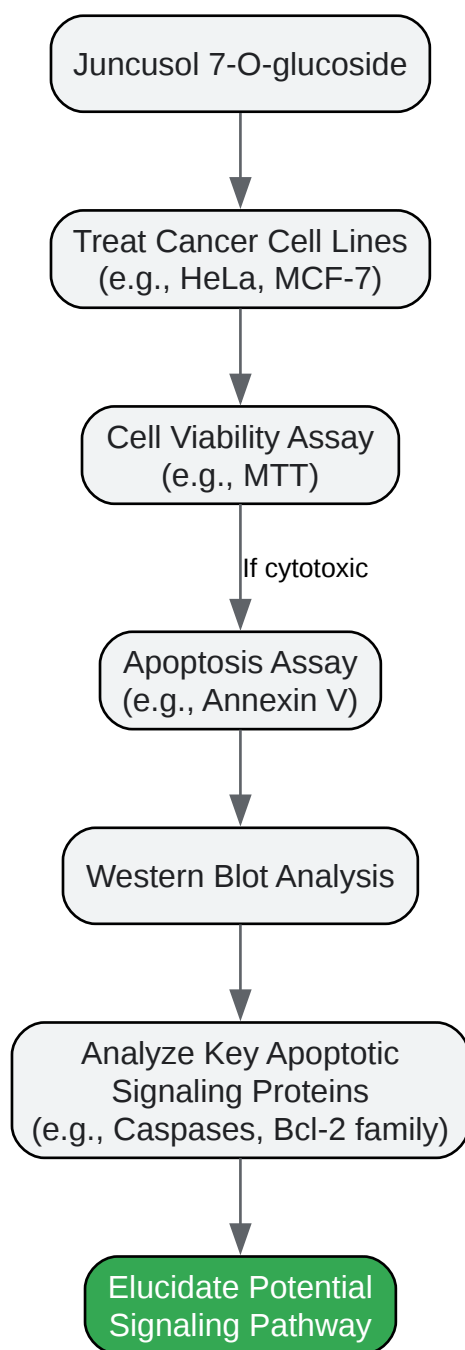 Juncusol 7-O-glucoside
Treat Cancer Cell Lines
(e.g., HeLa, MCF-7)
Cell Viability Assay
(e.g., MTT)
If cytotoxic
Apoptosis Assay
(e.g., Annexin V)
Western Blot Analysis
Analyze Key Apoptotic
Signaling Proteins
(e.g., Caspases, Bcl-2 family)
Elucidate Potential
Signaling Pathway